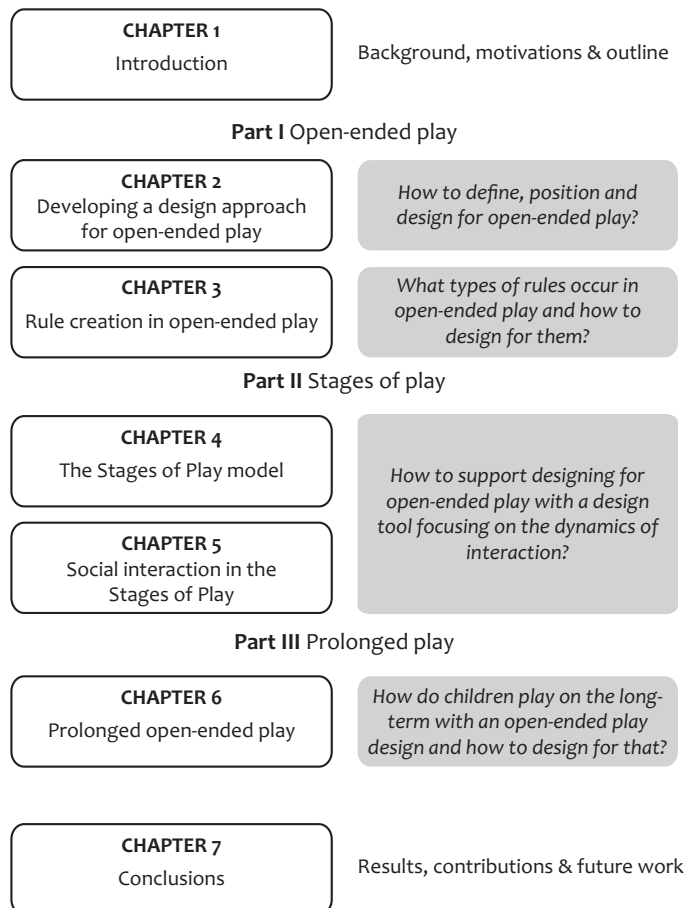 CHAPTER 1
Introduction
Background, motivations & outline
Part I Open-ended play
CHAPTER 2
Developing a design approach
for open-ended play
How to define, position and
design for open-ended play?
CHAPTER 3
Rule creation in open-ended play
What types of rules occur in
open-ended play and how to
design for them?
Part II Stages of play
CHAPTER 4
The Stages of Play model
CHAPTER 5
Social interaction in the
Stages of Play
How to support designing for
open-ended play with a design
tool focusing on the dynamics of
interaction?
Part III Prolonged play
CHAPTER 6
Prolonged open-ended play
How do children play on the long-
term with an open-ended play
design and how to design for that?
CHAPTER 7
Conclusions
Results, contributions & future work